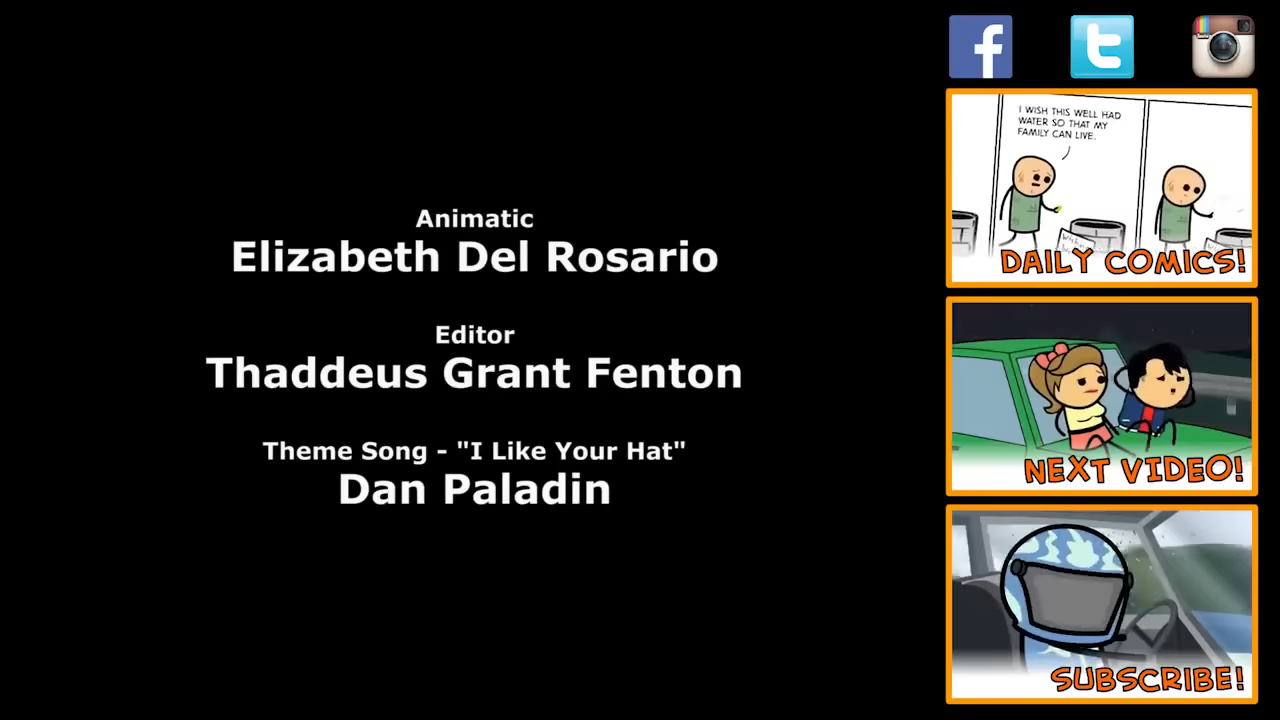 Animatic
Elizabeth Del Rosario
Editor
Thaddeus Grant Fenton
Theme Song - "I Like Your Hat"
Dan Paladin
I WISH THIS WELL HAD
WATER SO THAT MY
FAMILY CAN LIVE.
DAILY COMICS!
NEXT VIDEO!
SUBSCRIBE!